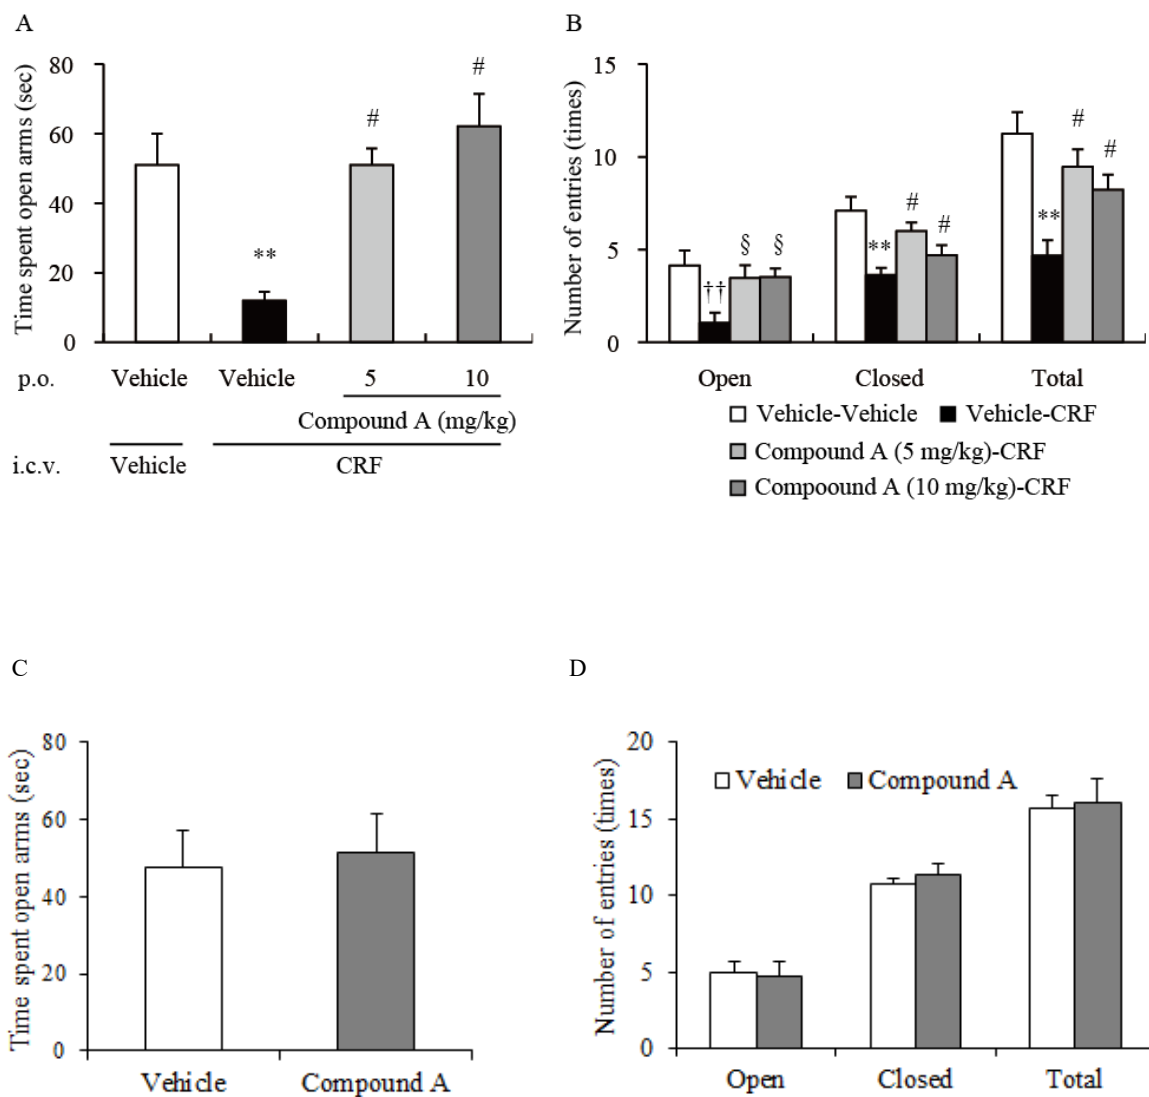 A
Time spent open arms (sec)
80
60
40
20
0
**
#
#
p.o. Vehicle Vehicle 5 10
Compound A (mg/kg)
i.c.v. Vehicle CRF
B
Number of entries (times)
15
10
5
0
††
§
§
**
#
#
**
#
#
Open Closed Total
Vehicle-Vehicle Vehicle-CRF
Compound A (5 mg/kg)-CRF
Compoound A (10 mg/kg)-CRF
C
Time spent open arms (sec)
80
60
40
20
0
Vehicle Compound A
D
Number of entries (times)
20
15
10
5
0
Vehicle Compound A
Open Closed Total